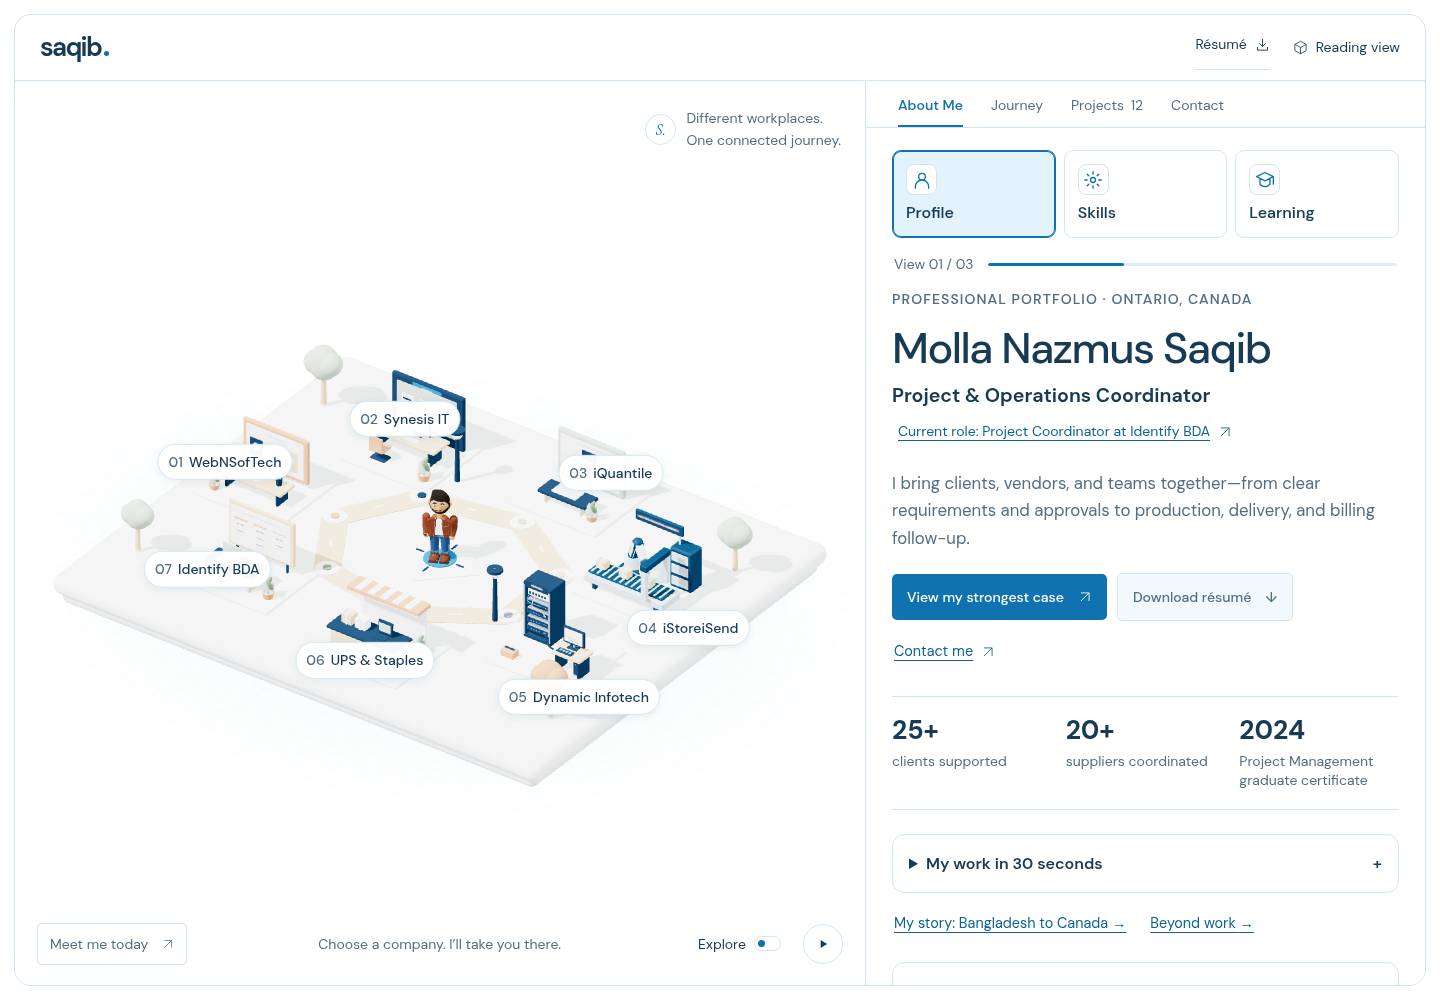 saqib.
Résumé
Reading view
S.
Different workplaces.
One connected journey.
02 Synesis IT
01 WebNSofTech
03 iQuantile
07 Identify BDA
04 iStoreiSend
06 UPS & Staples
05 Dynamic Infotech
Meet me today
Choose a company. I’ll take you there.
Explore
About Me
Journey
Projects 12
Contact
Profile
Skills
Learning
View 01 / 03
PROFESSIONAL PORTFOLIO · ONTARIO, CANADA
Molla Nazmus Saqib
Project & Operations Coordinator
Current role: Project Coordinator at Identify BDA
I bring clients, vendors, and teams together—from clear
requirements and approvals to production, delivery, and billing
follow-up.
View my strongest case
Download résumé
Contact me
25+
clients supported
20+
suppliers coordinated
2024
Project Management
graduate certificate
My work in 30 seconds
+
My story: Bangladesh to Canada →
Beyond work →